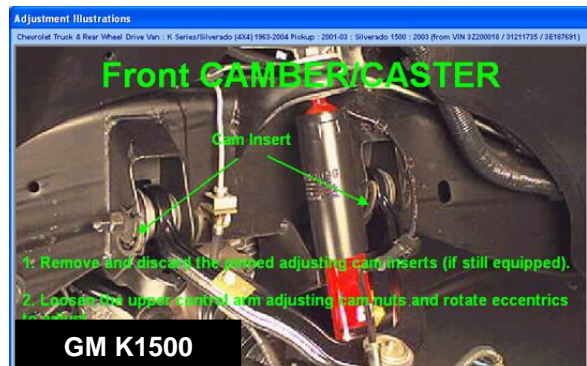 Adjustment Illustrations
Chevrolet Truck & Rear Wheel Drive Van : K Series/Silverado (4X4) 1963-2004 Pickup : 2001-03 : Silverado 1500 : 2003 (from VIN 3Z200018 / 31211735 / 3E187691)
Front CAMBER/CASTER
Cam Insert
1. Remove and discard the pinned adjusting cam inserts (if still equipped).
2. Loosen the upper control arm adjusting cam nuts and rotate eccentrics
to adjust.
GM K1500